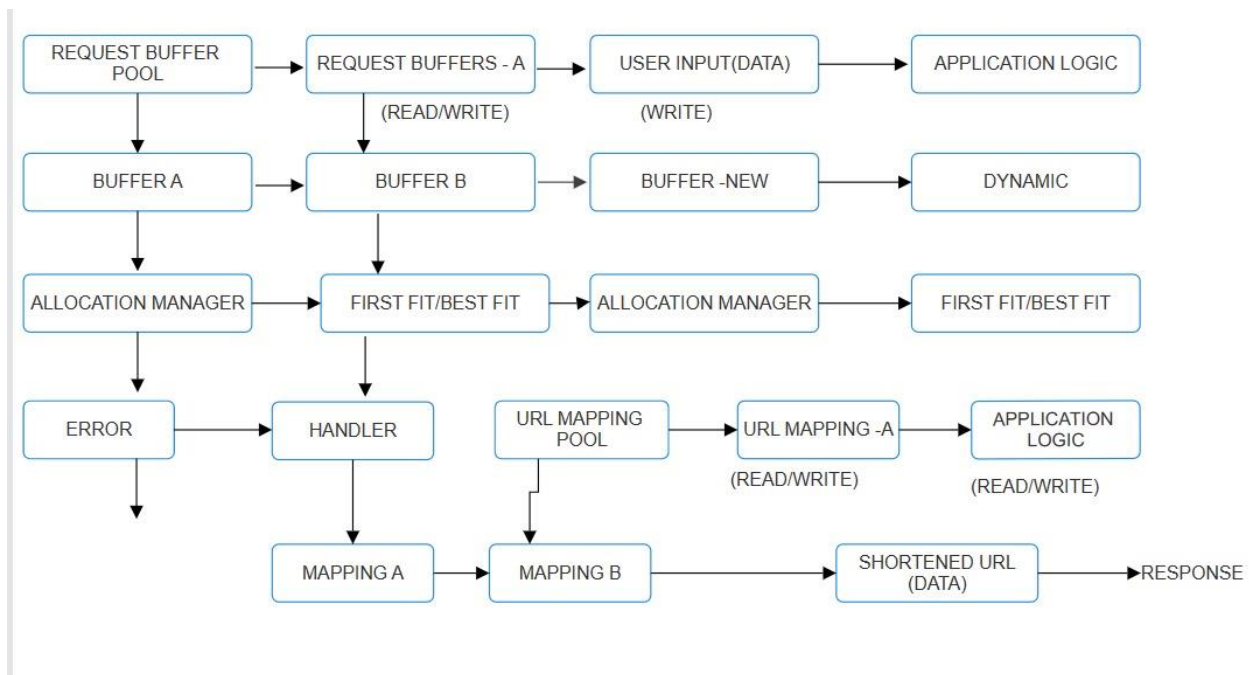 REQUEST BUFFER
POOL
REQUEST BUFFERS - A
USER INPUT(DATA)
APPLICATION LOGIC
(READ/WRITE)
(WRITE)
BUFFER A
BUFFER B
BUFFER -NEW
DYNAMIC
ALLOCATION MANAGER
FIRST FIT/BEST FIT
ALLOCATION MANAGER
FIRST FIT/BEST FIT
ERROR
HANDLER
URL MAPPING
POOL
URL MAPPING -A
APPLICATION
LOGIC
(READ/WRITE)
(READ/WRITE)
MAPPING A
MAPPING B
SHORTENED URL
(DATA)
RESPONSE